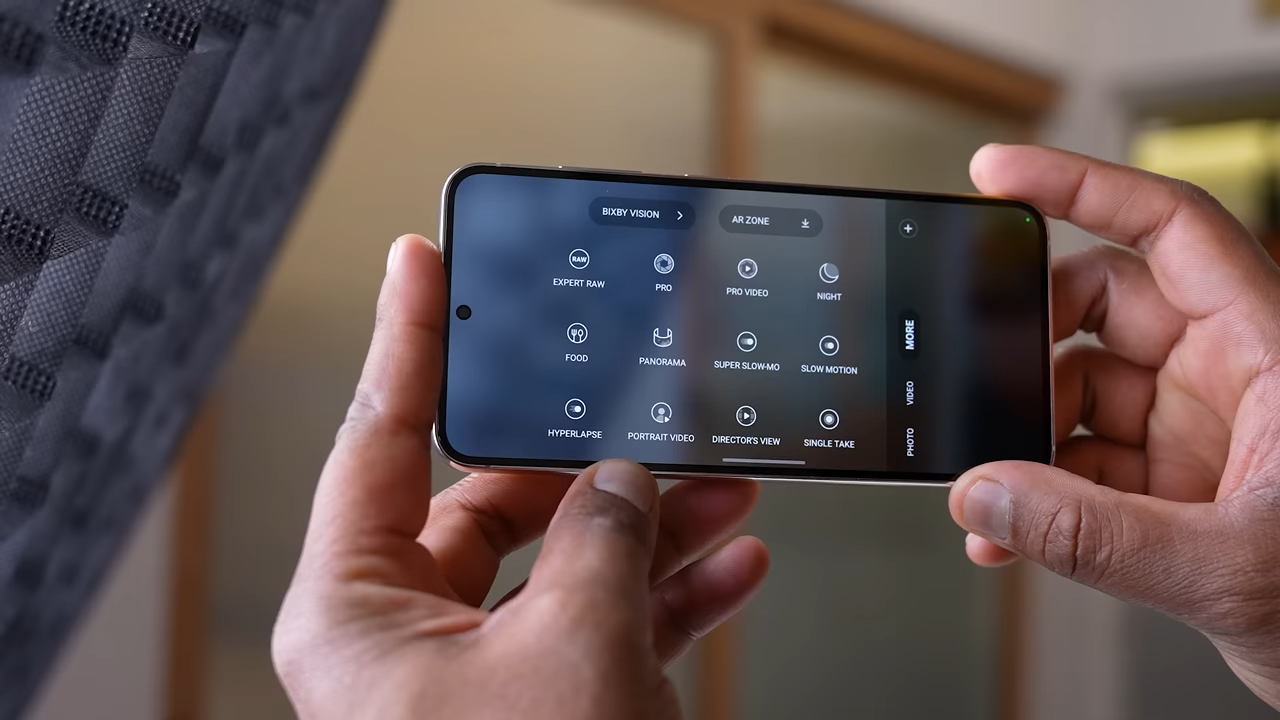 BIXBY VISION
AR ZONE
RAW
EXPERT RAW
PRO
PRO VIDEO
NIGHT
FOOD
PANORAMA
SUPER SLOW-MO
SLOW MOTION
HYPERLAPSE
PORTRAIT VIDEO
DIRECTOR'S VIEW
SINGLE TAKE
MORE
VIDEO
PHOTO